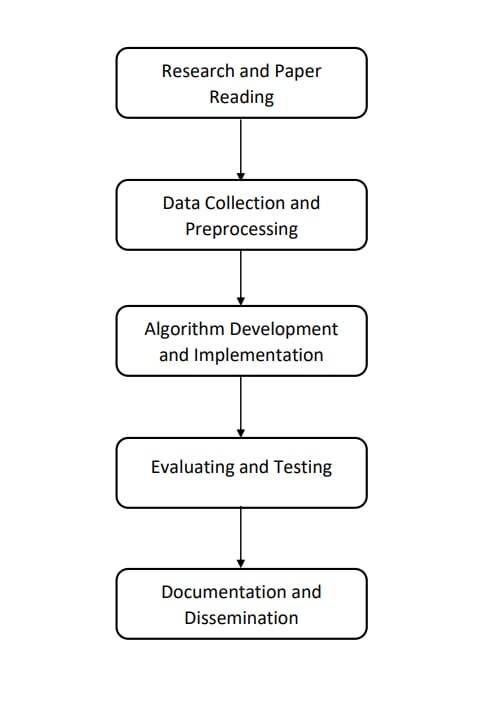 Research and Paper
Reading
Data Collection and
Preprocessing
Algorithm Development
and Implementation
Evaluating and Testing
Documentation and
Dissemination